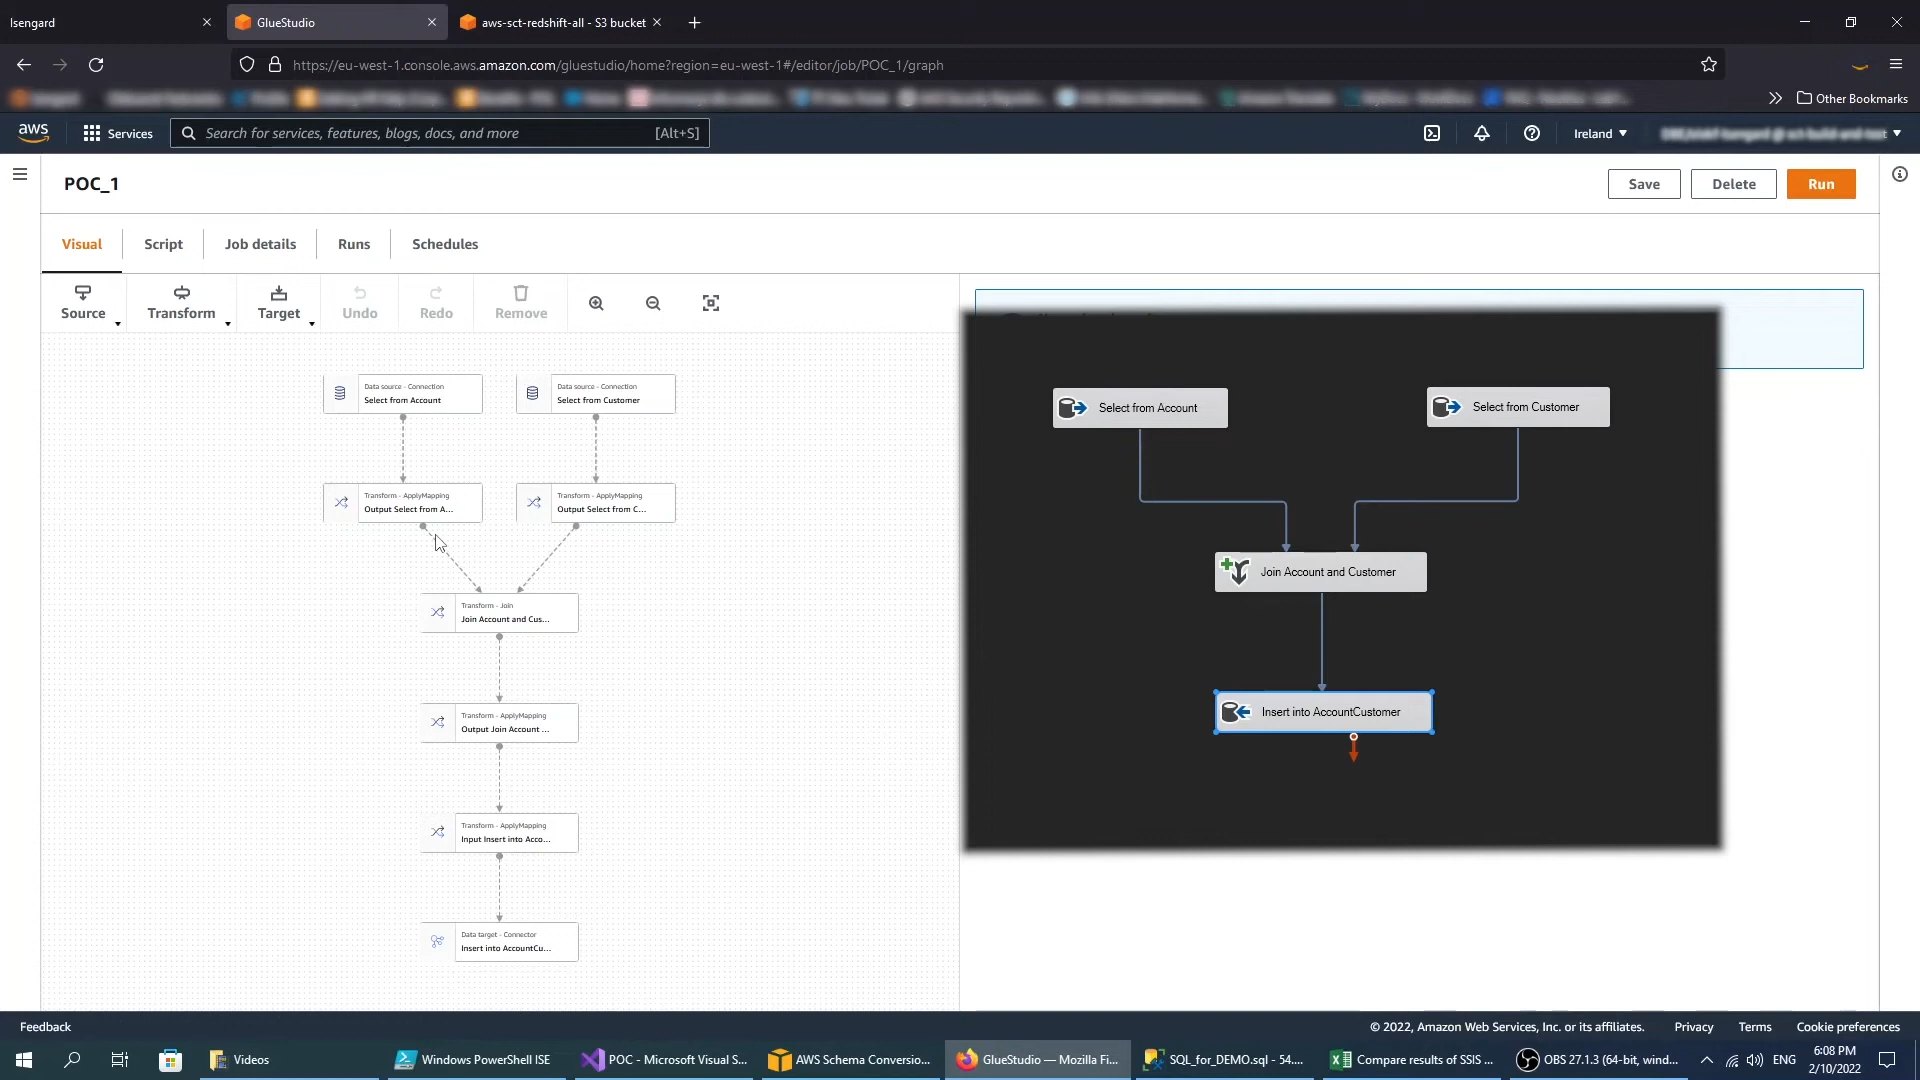 Isengard
GlueStudio
aws-sct-redshift-all - S3 bucket
https://eu-west-1.console.aws.amazon.com/gluestudio/home?region=eu-west-1#/editor/job/POC_1/graph
Other Bookmarks
aws
Services
Search for services, features, blogs, docs, and more
[Alt+S]
Ireland
POC_1
Save
Delete
Run
Visual
Script
Job details
Runs
Schedules
Source
Transform
Target
Undo
Redo
Remove
Data source - Connection
Select from Account
Data source - Connection
Select from Customer
Transform - ApplyMapping
Output Select from A...
Transform - ApplyMapping
Output Select from C...
Transform - Join
Join Account and Cus...
Transform - ApplyMapping
Output Join Account ...
Transform - ApplyMapping
Input Insert into Acco...
Data target - Connector
Insert into AccountCu...
Select from Account
Select from Customer
Join Account and Customer
Insert into AccountCustomer
Feedback
© 2022, Amazon Web Services, Inc. or its affiliates.
Privacy
Terms
Cookie preferences
Videos
Windows PowerShell ISE
POC - Microsoft Visual S...
AWS Schema Conversio...
GlueStudio — Mozilla Fi...
SQL_for_DEMO.sql - 54....
Compare results of SSIS ...
OBS 27.1.3 (64-bit, wind...
ENG
6:08 PM
2/10/2022